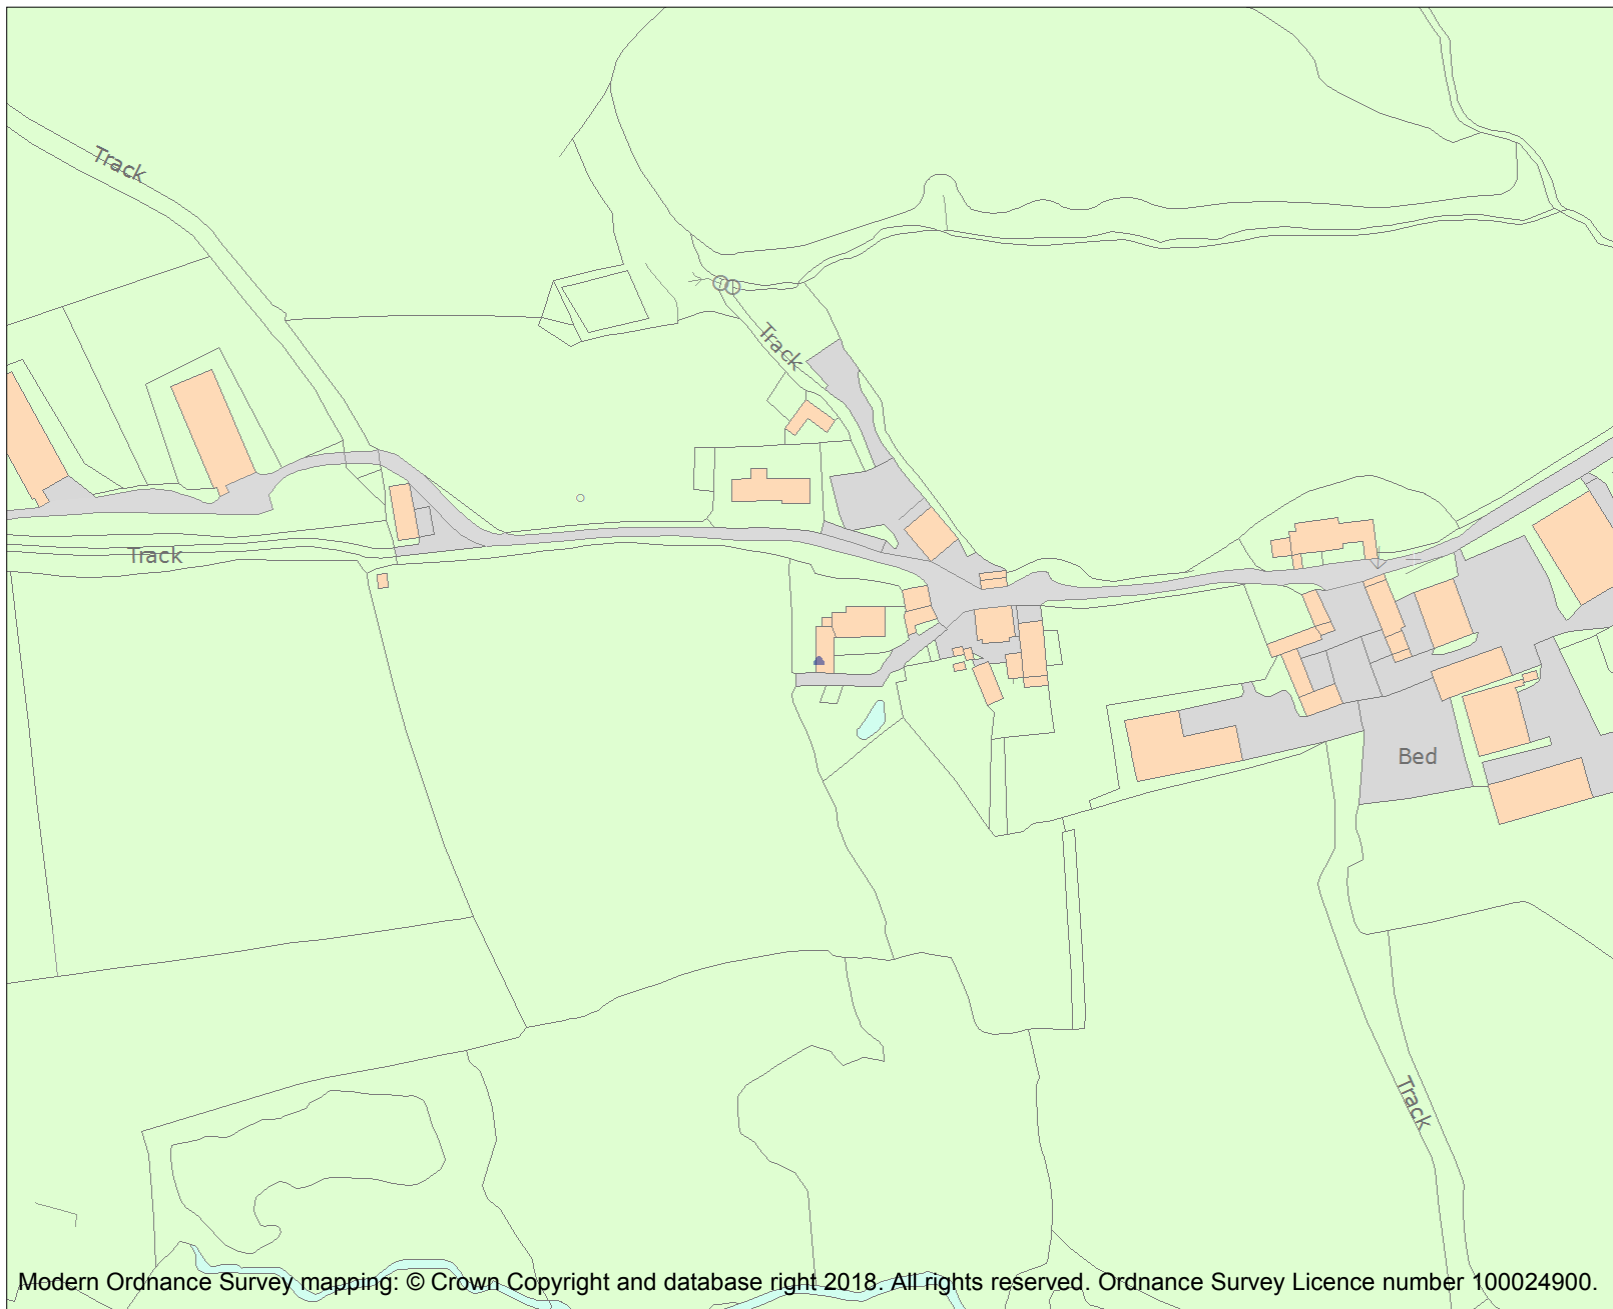 Track
Track
Track
Bed
Track
Modern Ordnance Survey mapping: © Crown Copyright and database right 2018. All rights reserved. Ordnance Survey Licence number 100024900.